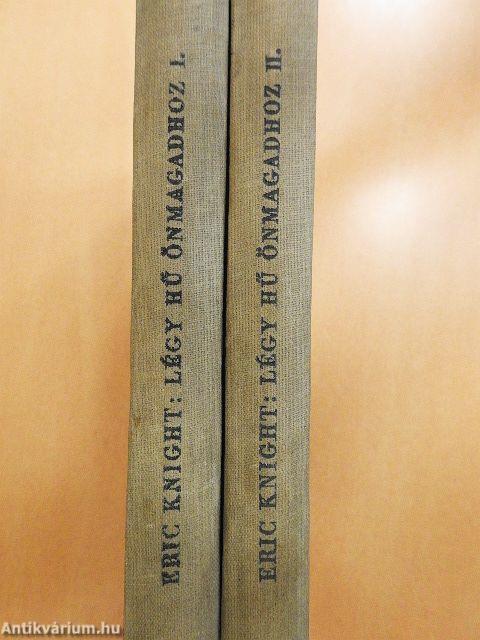 ERIC KNIGHT: LÉGY HŰ ÖNMAGADHOZ I.
ERIC KNIGHT: LÉGY HŰ ÖNMAGADHOZ II.
Antikvárium.hu